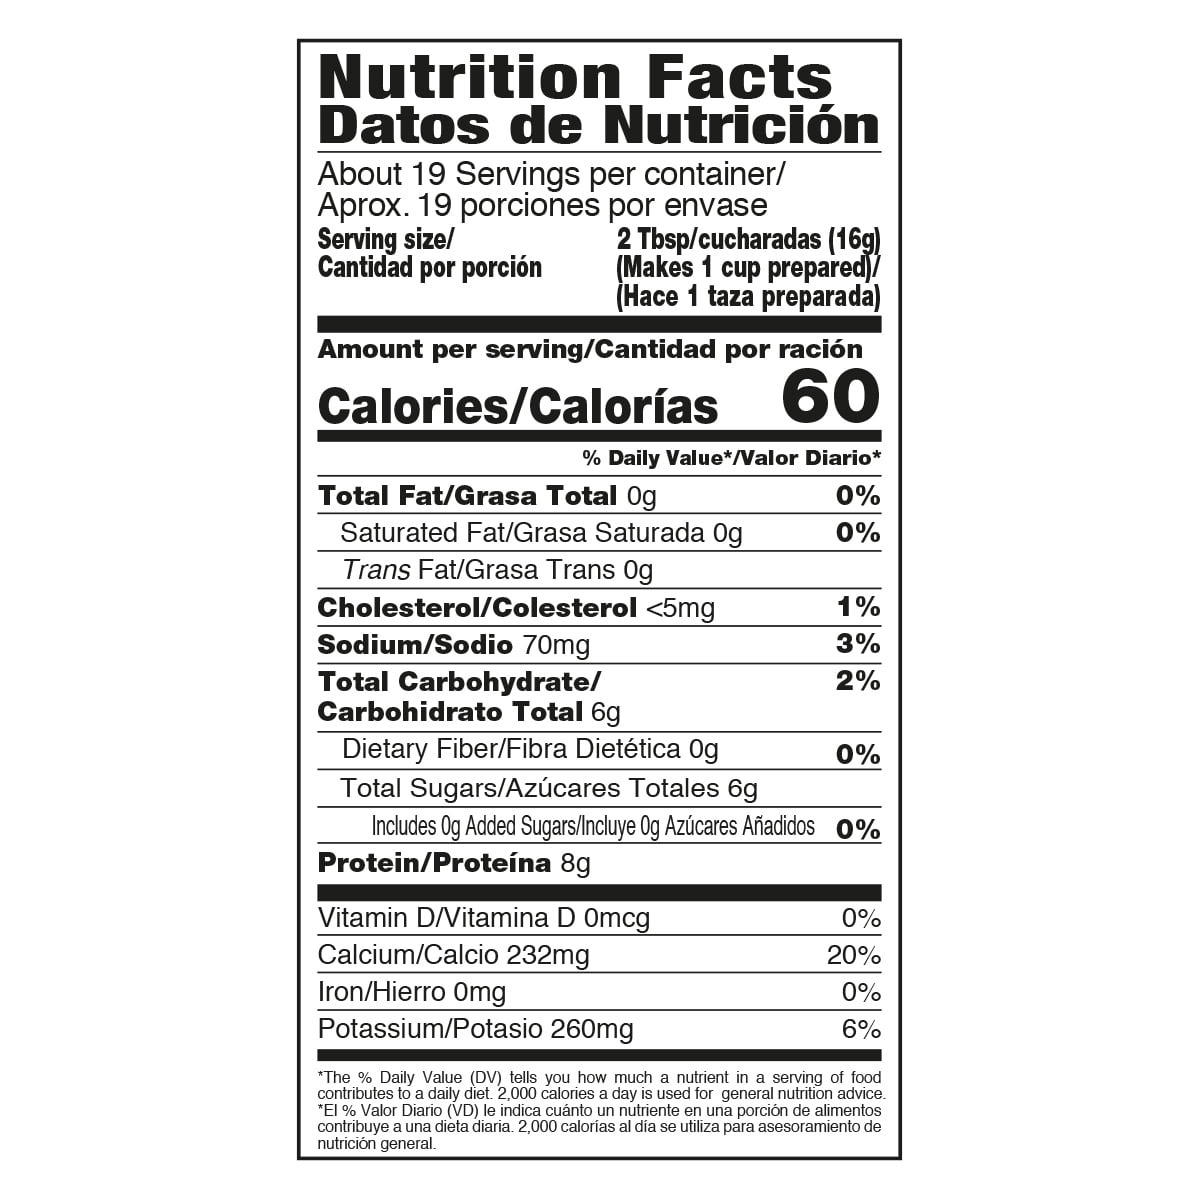 Nutrition Facts
Datos de Nutrición
About 19 Servings per container/
Aprox. 19 porciones por envase
Serving size/ 2 Tbsp/cucharadas (16g)
Cantidad por porción (Makes 1 cup prepared)/
(Hace 1 taza preparada)
Amount per serving/Cantidad por ración
Calories/Calorías 60
% Daily Value*/Valor Diario*
Total Fat/Grasa Total 0g 0%
Saturated Fat/Grasa Saturada 0g 0%
Trans Fat/Grasa Trans 0g
Cholesterol/Colesterol <5mg 1%
Sodium/Sodio 70mg 3%
Total Carbohydrate/ 2%
Carbohidrato Total 6g
Dietary Fiber/Fibra Dietética 0g 0%
Total Sugars/Azúcares Totales 6g
Includes 0g Added Sugars/Incluye 0g Azúcares Añadidos 0%
Protein/Proteína 8g
Vitamin D/Vitamina D 0mcg 0%
Calcium/Calcio 232mg 20%
Iron/Hierro 0mg 0%
Potassium/Potasio 260mg 6%
*The % Daily Value (DV) tells you how much a nutrient in a serving of food
contributes to a daily diet. 2,000 calories a day is used for general nutrition advice.
*El % Valor Diario (VD) le indica cuánto un nutriente en una porción de alimentos
contribuye a una dieta diaria. 2,000 calorías al día se utiliza para asesoramiento de
nutrición general.